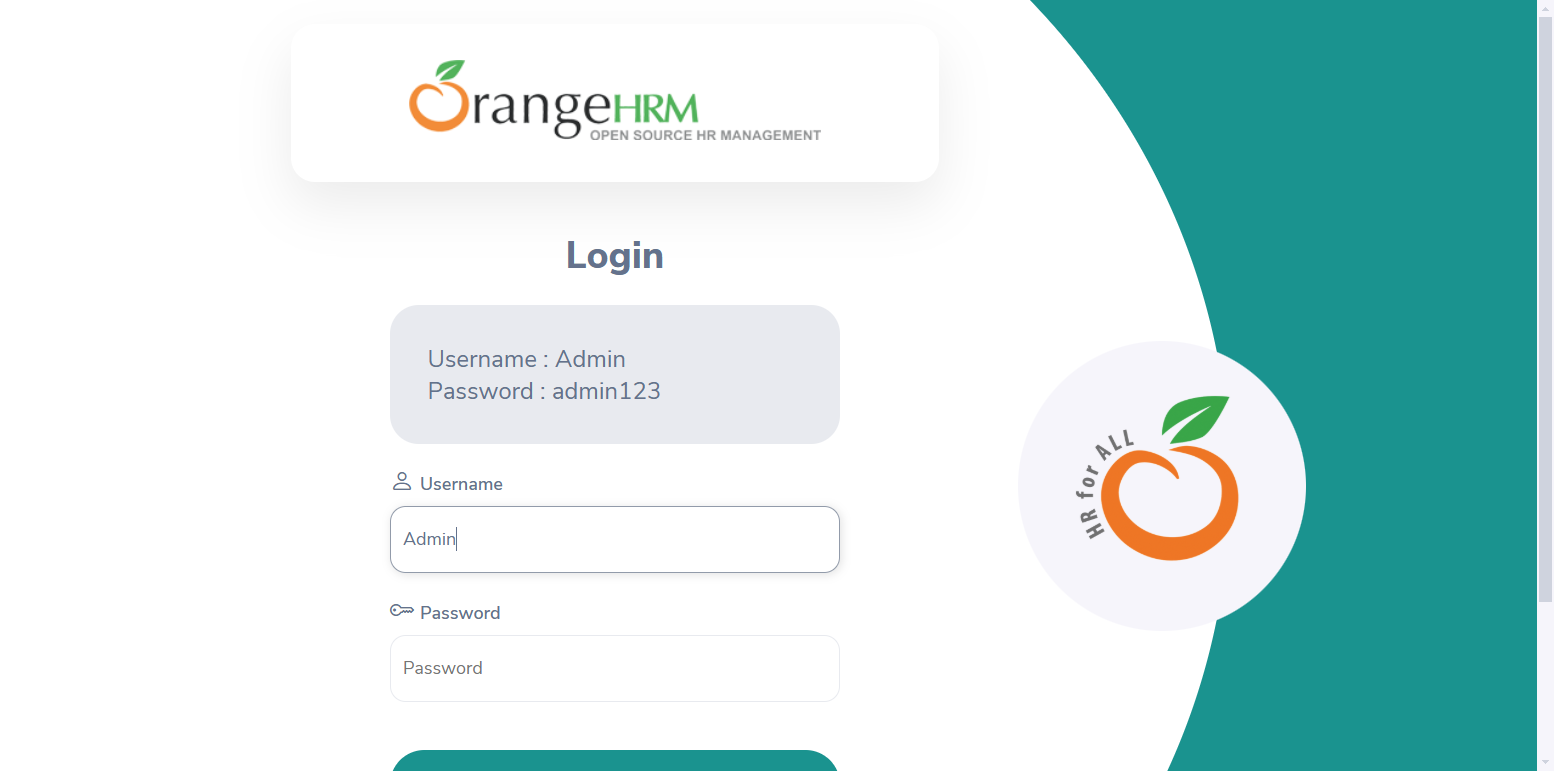 OrangeHRM
OPEN SOURCE HR MANAGEMENT
Login
Username : Admin
Password : admin123
Username
Admin
Password
Password
HR for ALL